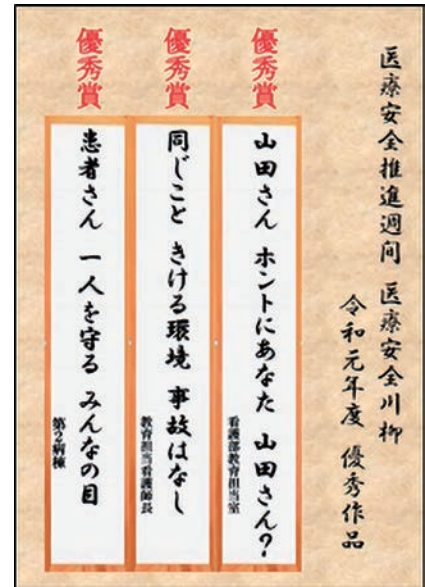 医療安全推進週間 医療安全川柳
令和元年度 優秀作品
優秀賞
山田さん ホントにあなた 山田さん?
看護部教育担当室
優秀賞
同じこと きける環境 事故はなし
教育担当看護師長
優秀賞
患者さん 一人を守る みんなの目
第2病棟